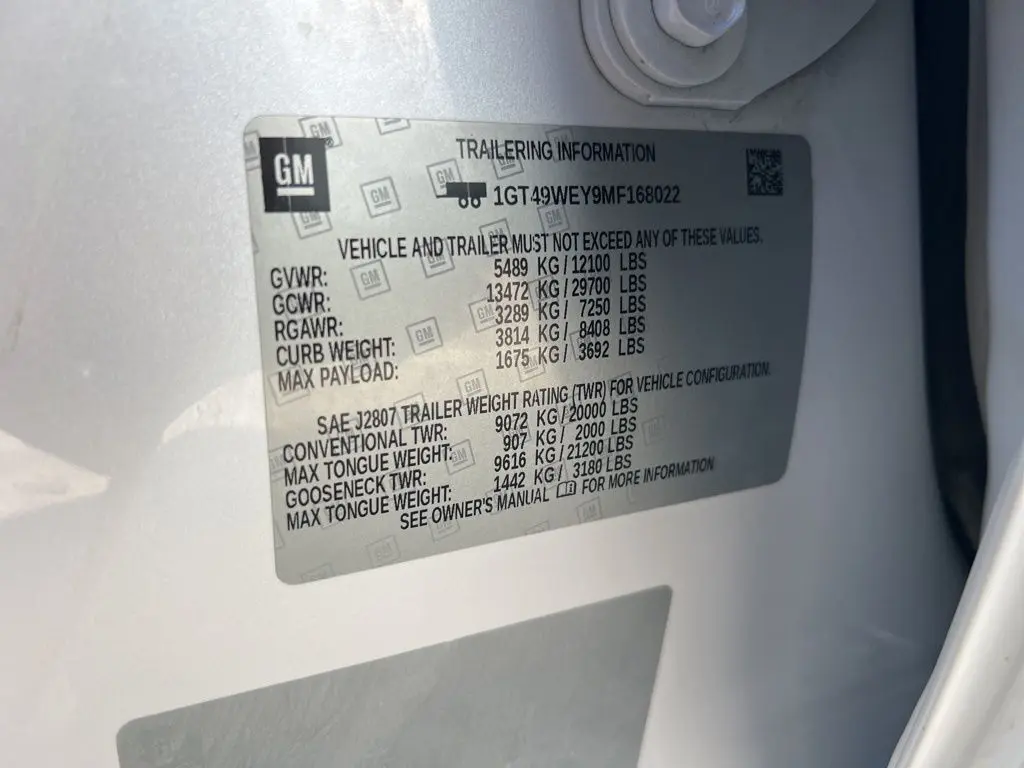 GM
TRAILERING INFORMATION
1GT49WEY9MF168022
VEHICLE AND TRAILER MUST NOT EXCEED ANY OF THESE VALUES.
GVWR: 5489 KG / 12100 LBS
GCWR: 13472 KG / 29700 LBS
RGAWR: 3289 KG / 7250 LBS
CURB WEIGHT: 3814 KG / 8408 LBS
MAX PAYLOAD: 1675 KG / 3692 LBS
SAE J2807 TRAILER WEIGHT RATING (TWR) FOR VEHICLE CONFIGURATION.
CONVENTIONAL TWR: 9072 KG / 20000 LBS
MAX TONGUE WEIGHT: 907 KG / 2000 LBS
GOOSENECK TWR: 9616 KG / 21200 LBS
MAX TONGUE WEIGHT: 1442 KG / 3180 LBS
SEE OWNER'S MANUAL FOR MORE INFORMATION